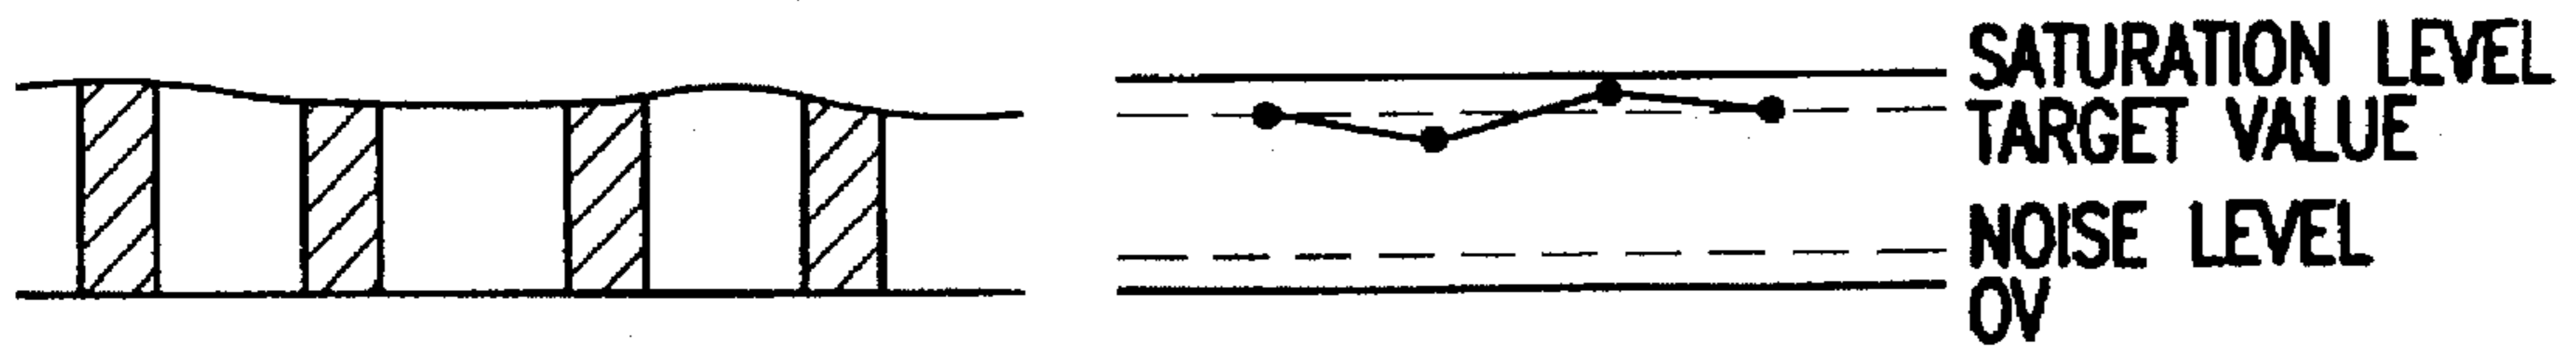 SATURATION LEVEL
TARGET VALUE
NOISE LEVEL
0V